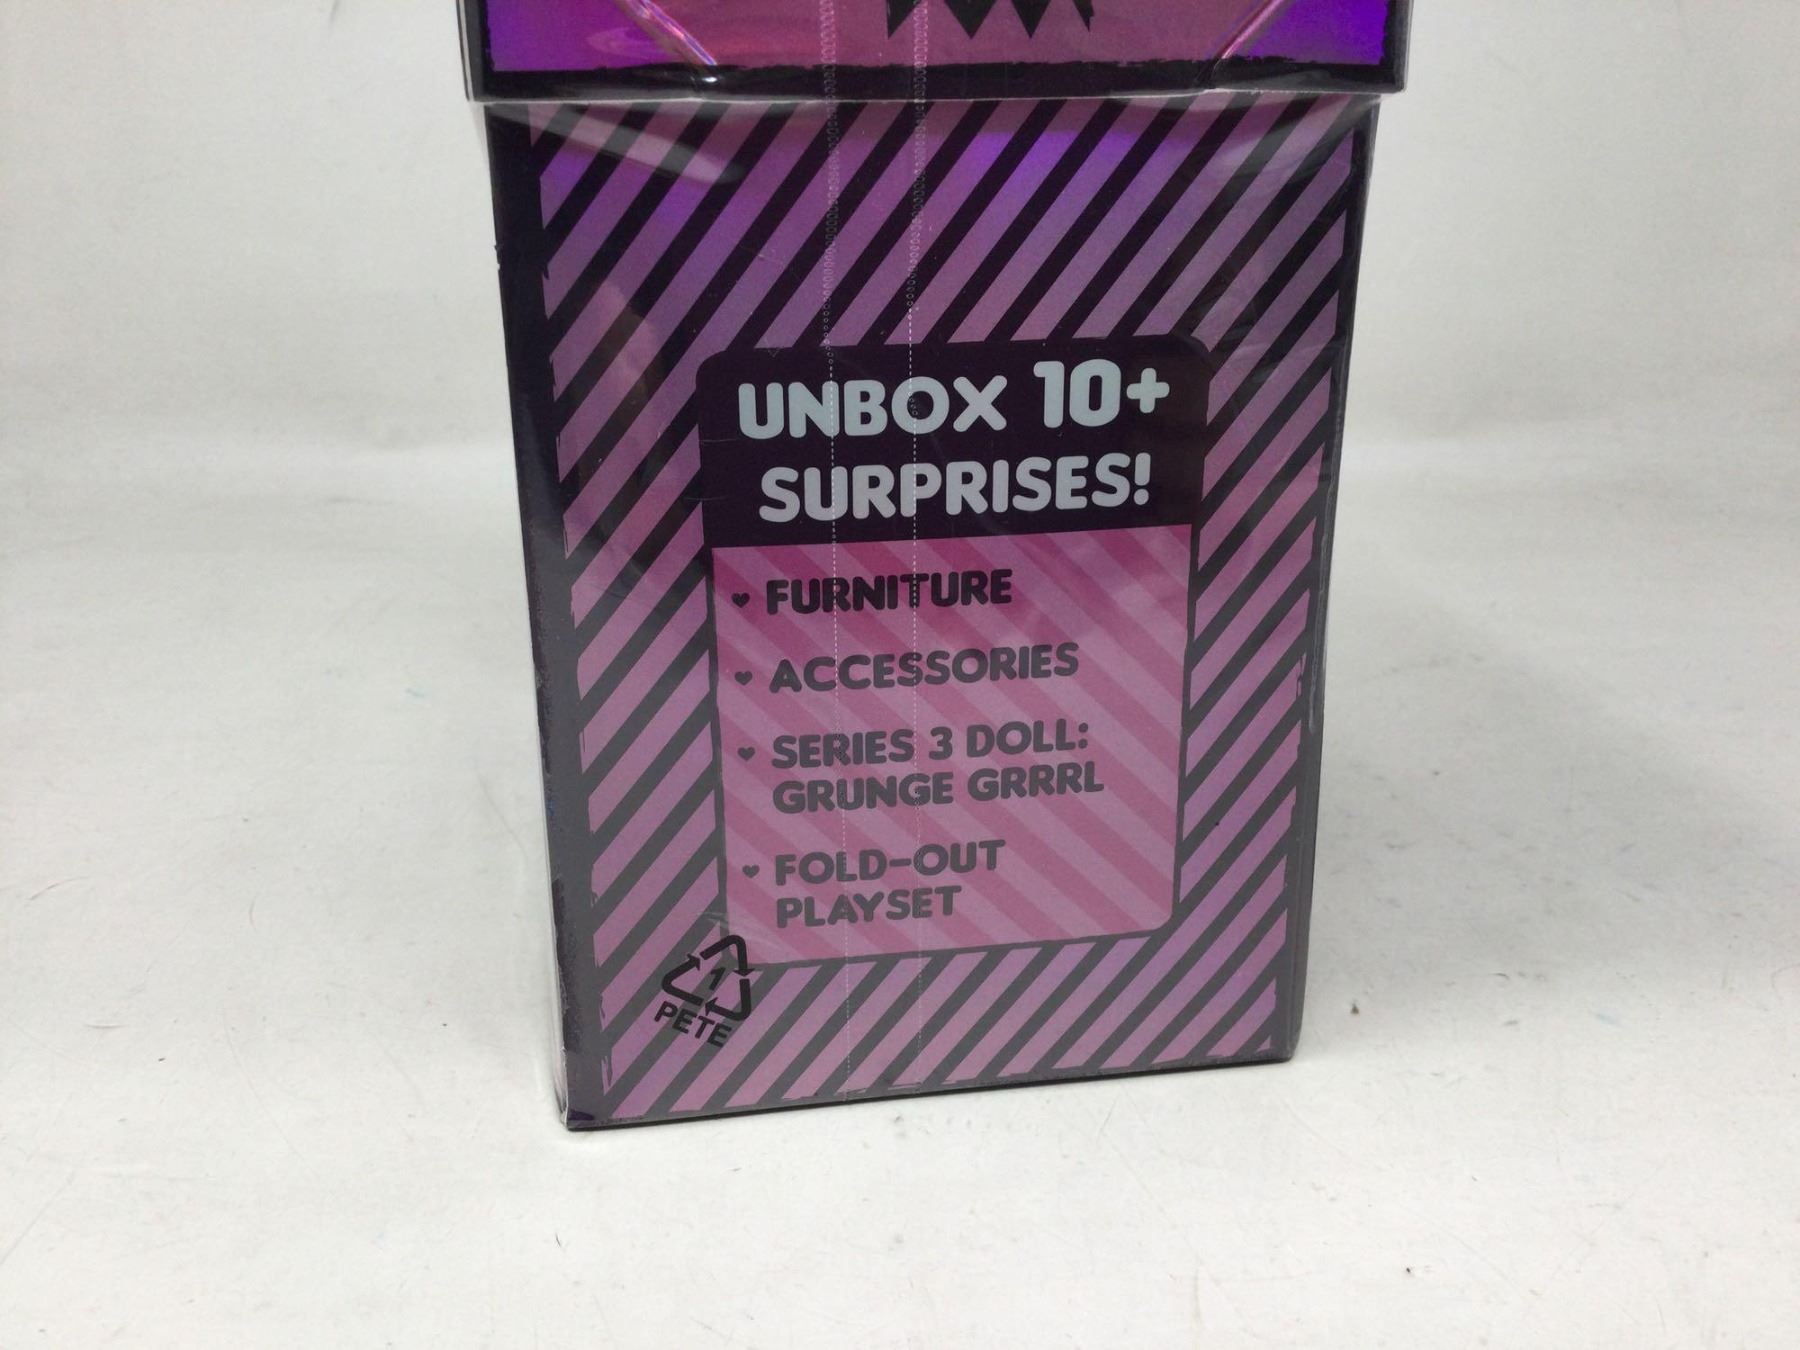 UNBOX 10+
SURPRISES!
FURNITURE
ACCESSORIES
SERIES 3 DOLL:
GRUNGE GRRRL
FOLD-OUT
PLAYSET
1
PETE